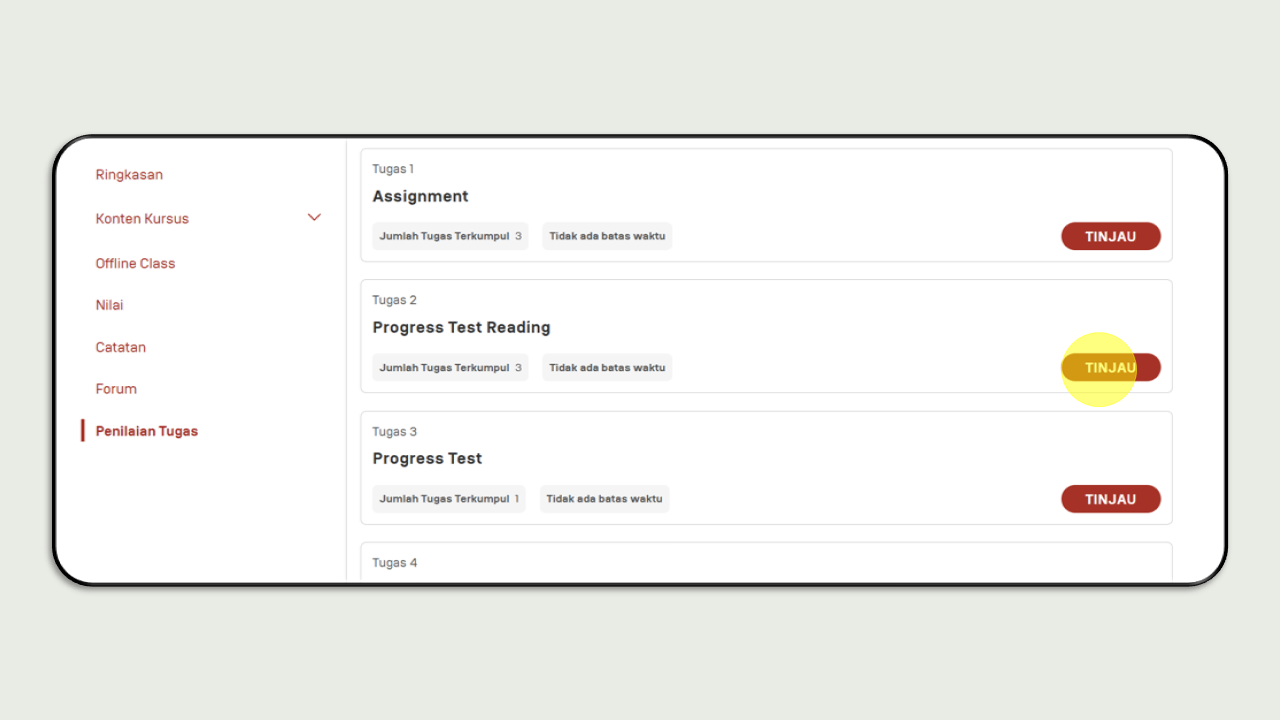 Ringkasan
Konten Kursus
Offline Class
Nilai
Catatan
Forum
Penilaian Tugas
Tugas 1
Assignment
Jumlah Tugas Terkumpul 3 Tidak ada batas waktu TINJAU
Tugas 2
Progress Test Reading
Jumlah Tugas Terkumpul 3 Tidak ada batas waktu TINJAU
Tugas 3
Progress Test
Jumlah Tugas Terkumpul 1 Tidak ada batas waktu TINJAU
Tugas 4